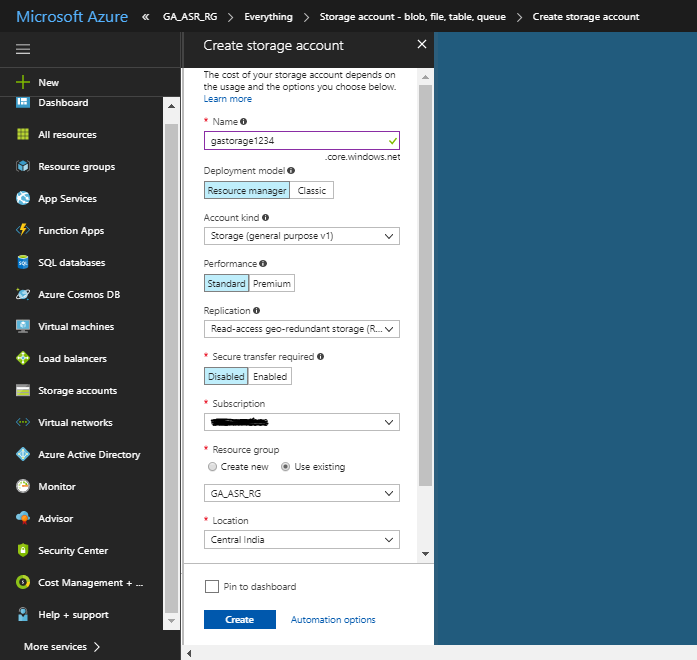 Microsoft Azure « GA_ASR_RG > Everything > Storage account - blob, file, table, queue > Create storage account
New
Dashboard
All resources
Resource groups
App Services
Function Apps
SQL databases
Azure Cosmos DB
Virtual machines
Load balancers
Storage accounts
Virtual networks
Azure Active Directory
Monitor
Advisor
Security Center
Cost Management + ...
Help + support
More services >
Create storage account
The cost of your storage account depends on
the usage and the options you choose below.
Learn more
* Name
gastorage1234
.core.windows.net
Deployment model
Resource manager Classic
Account kind
Storage (general purpose v1)
Performance
Standard Premium
Replication
Read-access geo-redundant storage (R...
* Secure transfer required
Disabled Enabled
* Subscription
* Resource group
Create new Use existing
GA_ASR_RG
* Location
Central India
Pin to dashboard
Create Automation options